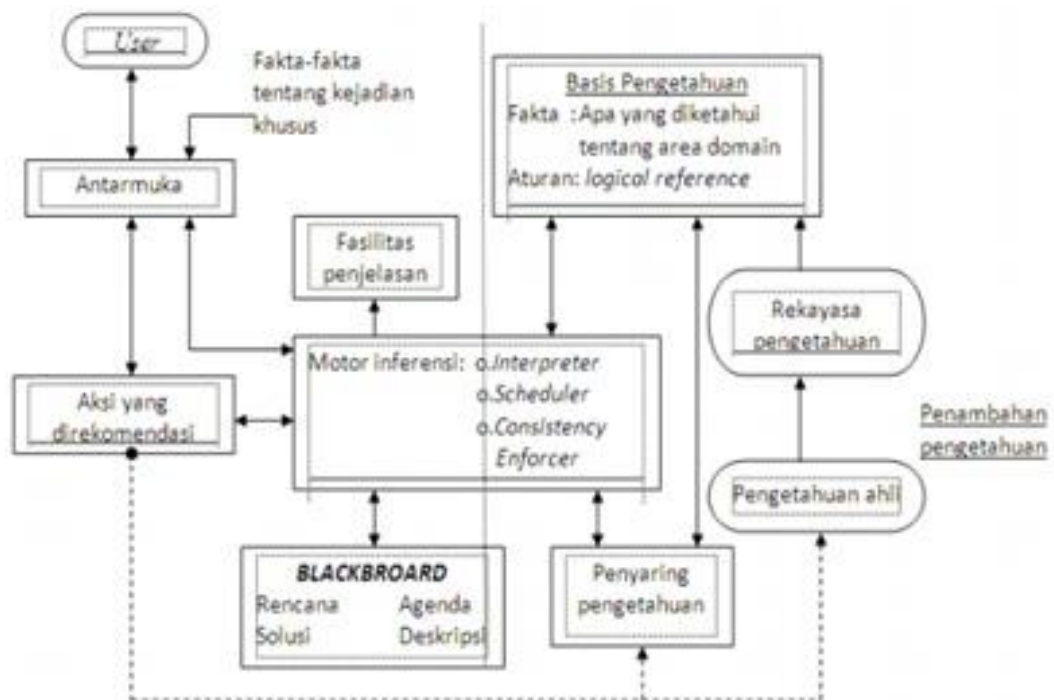 User
Fakta-fakta
tentang kejadian
khusus
Basis Pengetahuan
Fakta : Apa yang diketahui
tentang area domain
Aturan: logical reference
Antarmuka
Fasilitas
penjelasan
Rekayasa
pengetahuan
Motor inferensi: o.Interpreter
o.Scheduler
o.Consistency
Enforcer
Aksi yang
direkomendasi
Penambahan
pengetahuan
Pengetahuan ahli
BLACKBROARD
Rencana Agenda
Solusi Deskripsi
Penyaring
pengetahuan